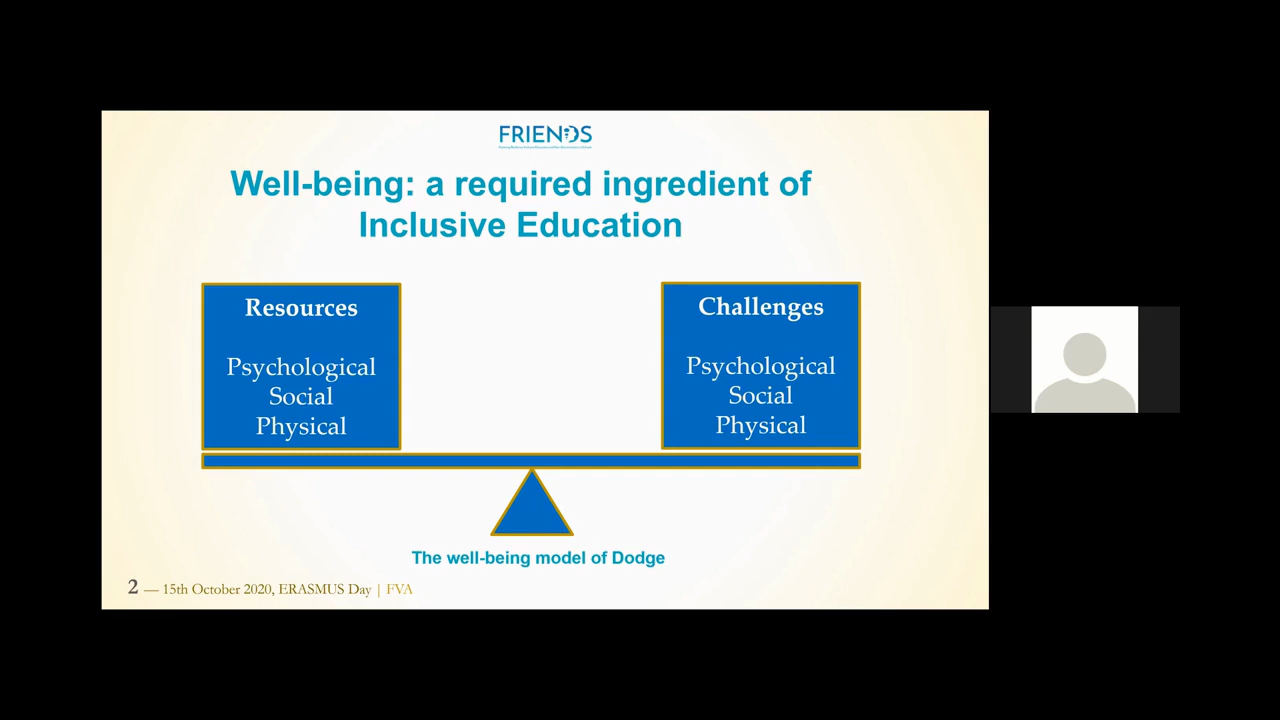 FRIENDS
Well-being: a required ingredient of
Inclusive Education
Resources
Psychological
Social
Physical
Challenges
Psychological
Social
Physical
The well-being model of Dodge
2 — 15th October 2020, ERASMUS Day | FVA